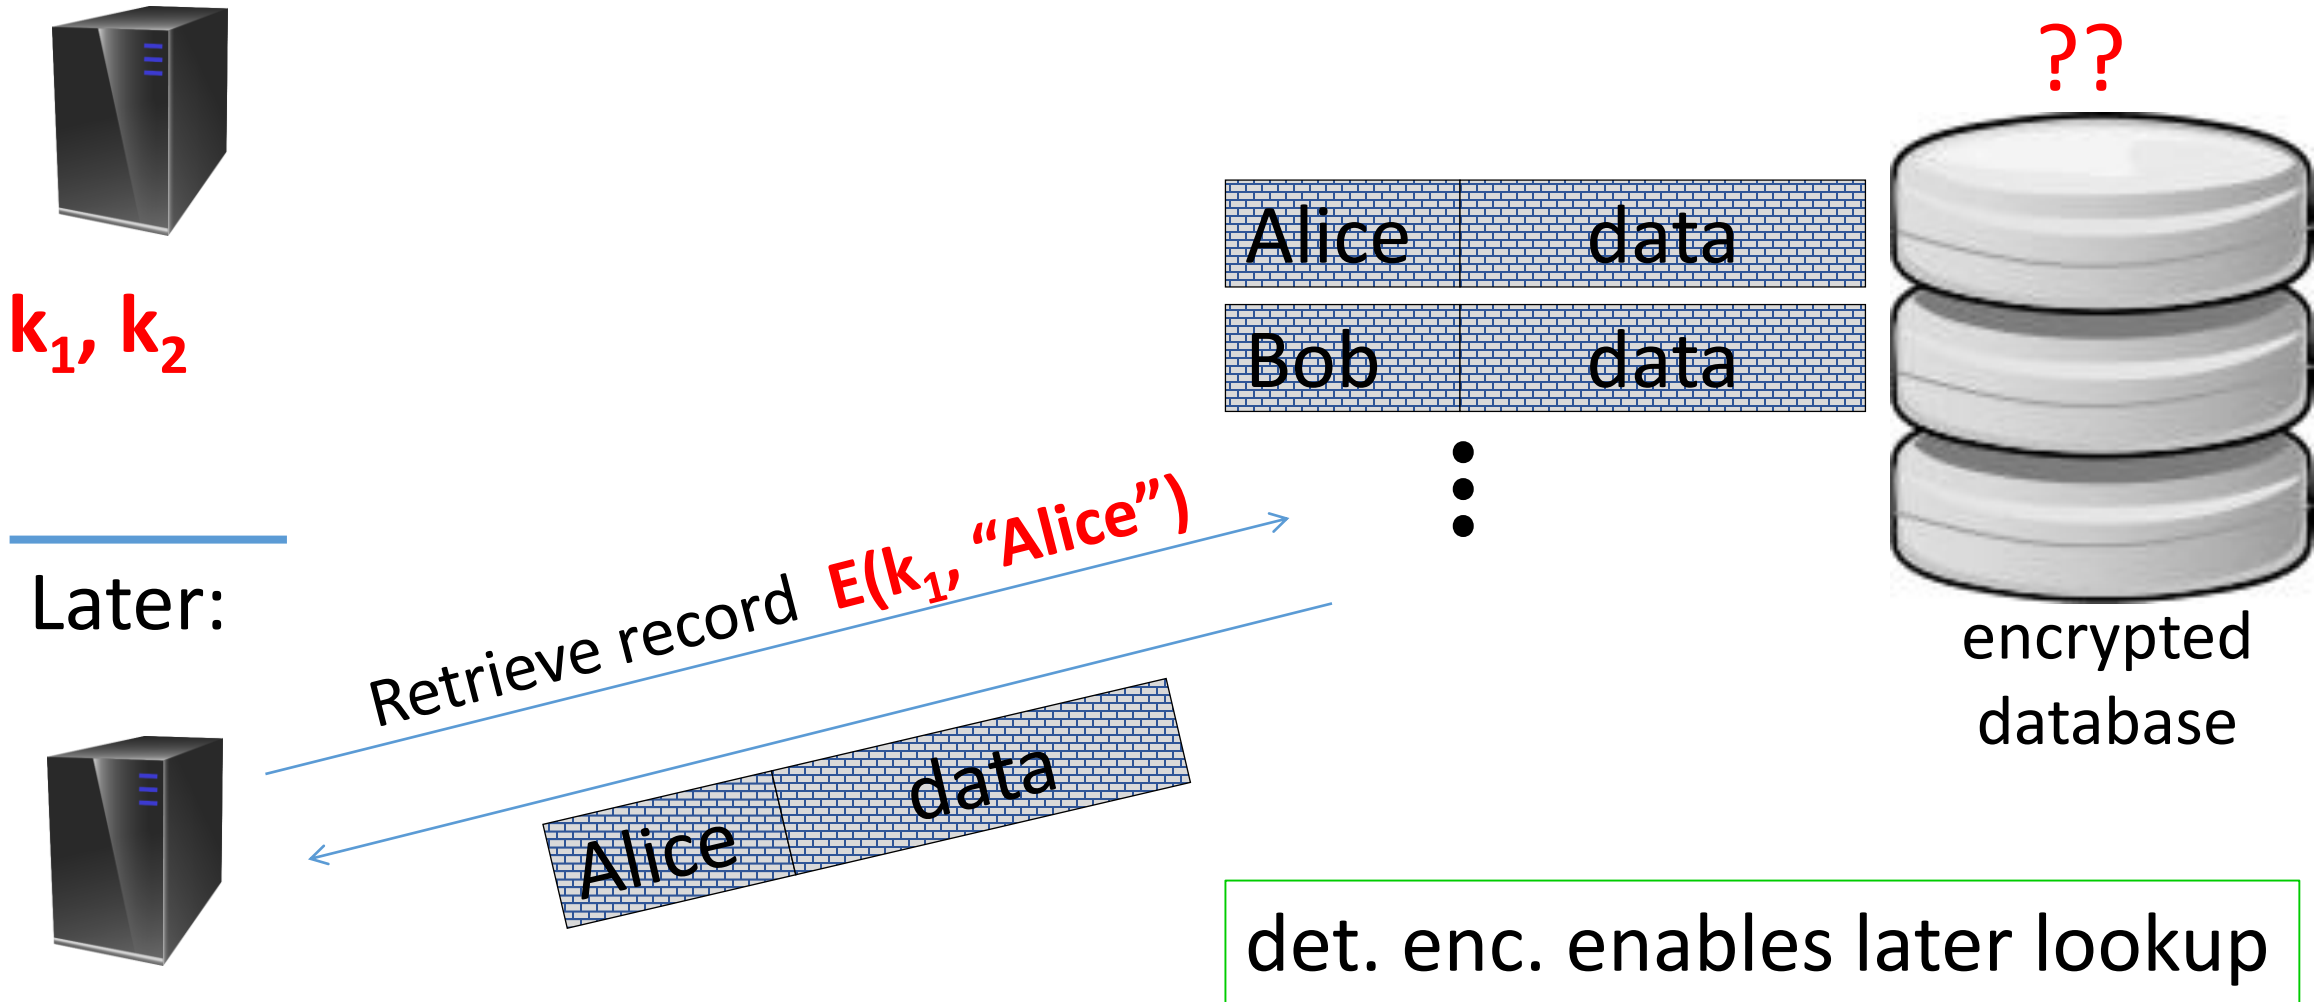 ??
Alice data
Bob data
k₁, k₂
Later:
Retrieve record E(k₁, “Alice”)
encrypted
database
Alice data
det. enc. enables later lookup